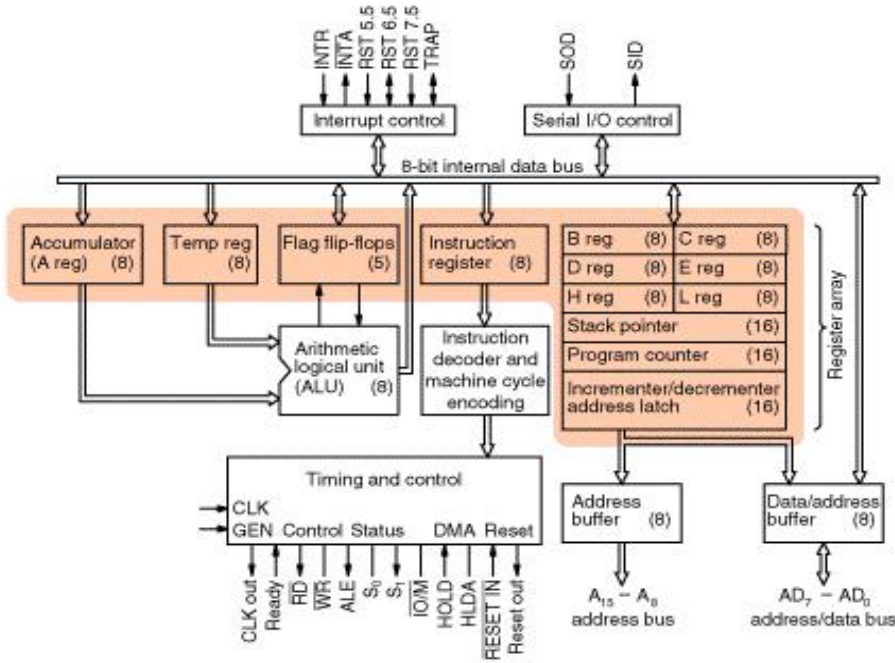 INTR
INTA
RST 5.5
RST 6.5
RST 7.5
TRAP
SOD
SID
Interrupt control
Serial I/O control
8-bit internal data bus
Accumulator
(A reg) (8)
Temp reg
(8)
Flag flip-flops
(5)
Instruction
register (8)
B reg (8) C reg (8)
D reg (8) E reg (8)
H reg (8) L reg (8)
Stack pointer (16)
Program counter (16)
Incrementer/decrementer
address latch (16)
Register array
Arithmetic
logical unit
(ALU) (8)
Instruction
decoder and
machine cycle
encoding
Timing and control
CLK
GEN Control Status DMA Reset
CLK out
Ready
RD
WR
ALE
S0
S1
IO/M
HOLD
HLDA
RESET IN
Reset out
Address
buffer (8)
Data/address
buffer (8)
A15 – A8
address bus
AD7 – AD0
address/data bus